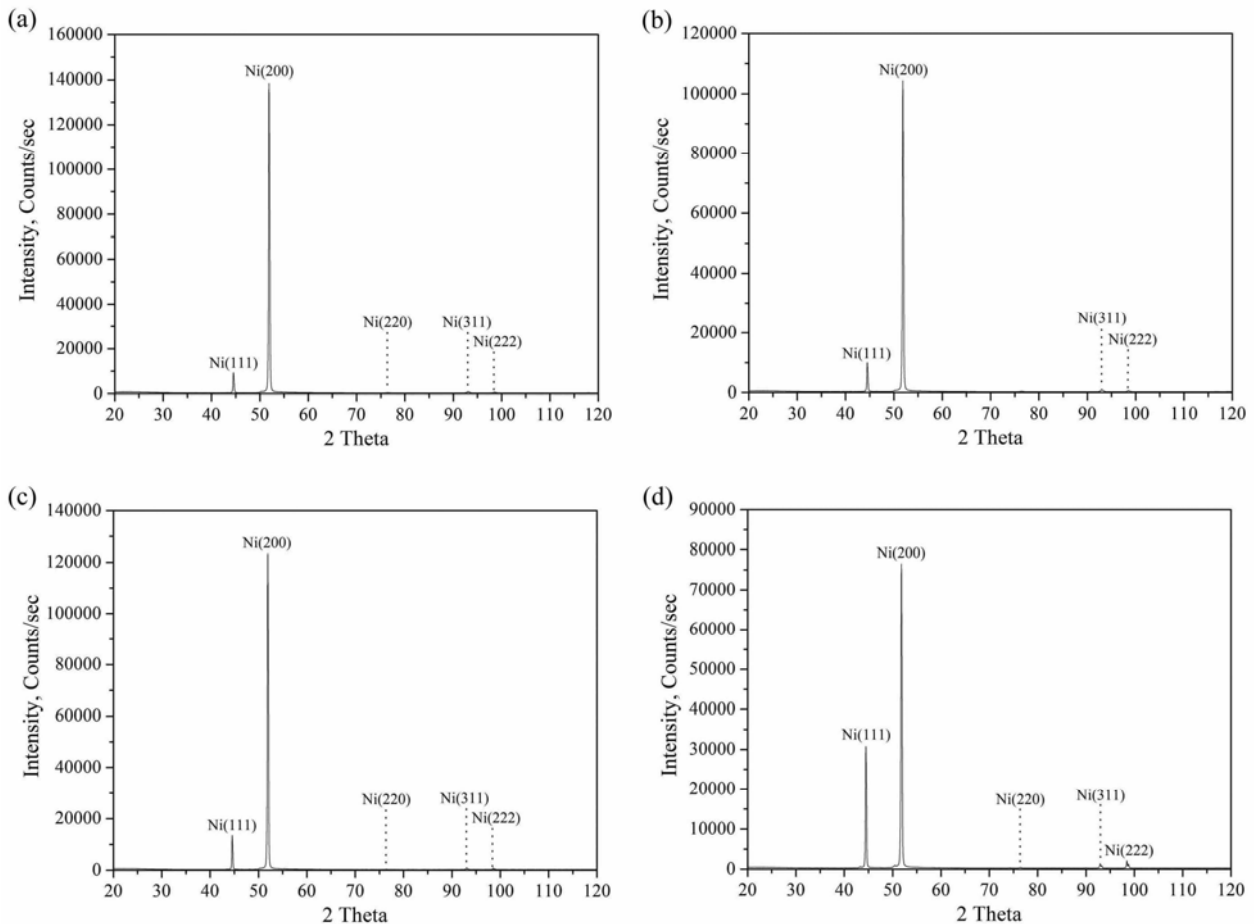 (a)
160000
140000
120000
100000
80000
60000
40000
20000
0
Intensity, Counts/sec
Ni(200)
Ni(111)
Ni(220)
Ni(311)
Ni(222)
20 30 40 50 60 70 80 90 100 110 120
2 Theta
(b)
120000
100000
80000
60000
40000
20000
0
Intensity, Counts/sec
Ni(200)
Ni(111)
Ni(311)
Ni(222)
20 30 40 50 60 70 80 90 100 110 120
2 Theta
(c)
140000
120000
100000
80000
60000
40000
20000
0
Intensity, Counts/sec
Ni(200)
Ni(111)
Ni(220)
Ni(311)
Ni(222)
20 30 40 50 60 70 80 90 100 110 120
2 Theta
(d)
90000
80000
70000
60000
50000
40000
30000
20000
10000
0
Intensity, Counts/sec
Ni(200)
Ni(111)
Ni(220)
Ni(311)
Ni(222)
20 30 40 50 60 70 80 90 100 110 120
2 Theta